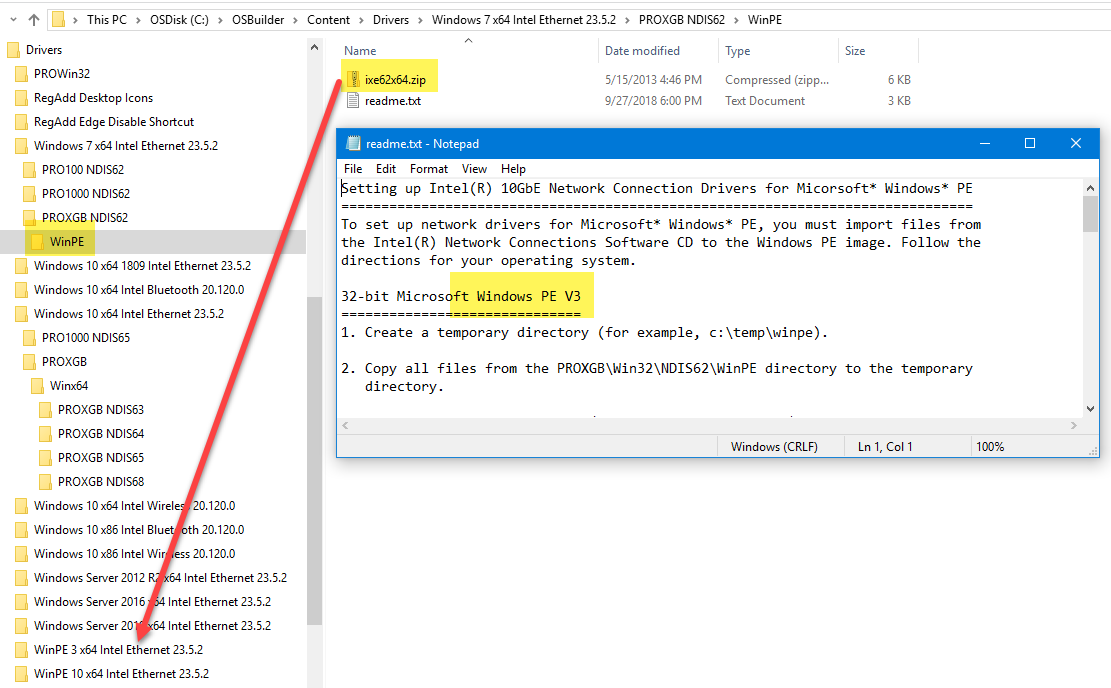 This PC > OSDisk (C:) > OSBuilder > Content > Drivers > Windows 7 x64 Intel Ethernet 23.5.2 > PROXGB NDIS62 > WinPE
Drivers
PROWin32
RegAdd Desktop Icons
RegAdd Edge Disable Shortcut
Windows 7 x64 Intel Ethernet 23.5.2
PRO100 NDIS62
PRO1000 NDIS62
PROXGB NDIS62
WinPE
Windows 10 x64 1809 Intel Ethernet 23.5.2
Windows 10 x64 Intel Bluetooth 20.120.0
Windows 10 x64 Intel Ethernet 23.5.2
PRO1000 NDIS65
PROXGB
Winx64
PROXGB NDIS63
PROXGB NDIS64
PROXGB NDIS65
PROXGB NDIS68
Windows 10 x64 Intel Wireless 20.120.0
Windows 10 x86 Intel Bluetooth 20.120.0
Windows 10 x86 Intel Wireless 20.120.0
Windows Server 2012 R2 x64 Intel Ethernet 23.5.2
Windows Server 2016 x64 Intel Ethernet 23.5.2
Windows Server x64 Intel Ethernet 23.5.2
WinPE 3 x64 Intel Ethernet 23.5.2
WinPE 10 x64 Intel Ethernet 23.5.2
Name Date modified Type Size
ixe62x64.zip 5/15/2013 4:46 PM Compressed (zipp... 6 KB
readme.txt 9/27/2018 6:00 PM Text Document 3 KB
readme.txt - Notepad
File Edit Format View Help
Setting up Intel(R) 10GbE Network Connection Drivers for Micorsoft* Windows* PE
===============================================================================
To set up network drivers for Microsoft* Windows* PE, you must import files from
the Intel(R) Network Connections Software CD to the Windows PE image. Follow the
directions for your operating system.
32-bit Microsoft Windows PE V3
==============================
1. Create a temporary directory (for example, c:\temp\winpe).
2. Copy all files from the PROXGB\Win32\NDIS62\WinPE directory to the temporary
directory.
Windows (CRLF) Ln 1, Col 1 100%